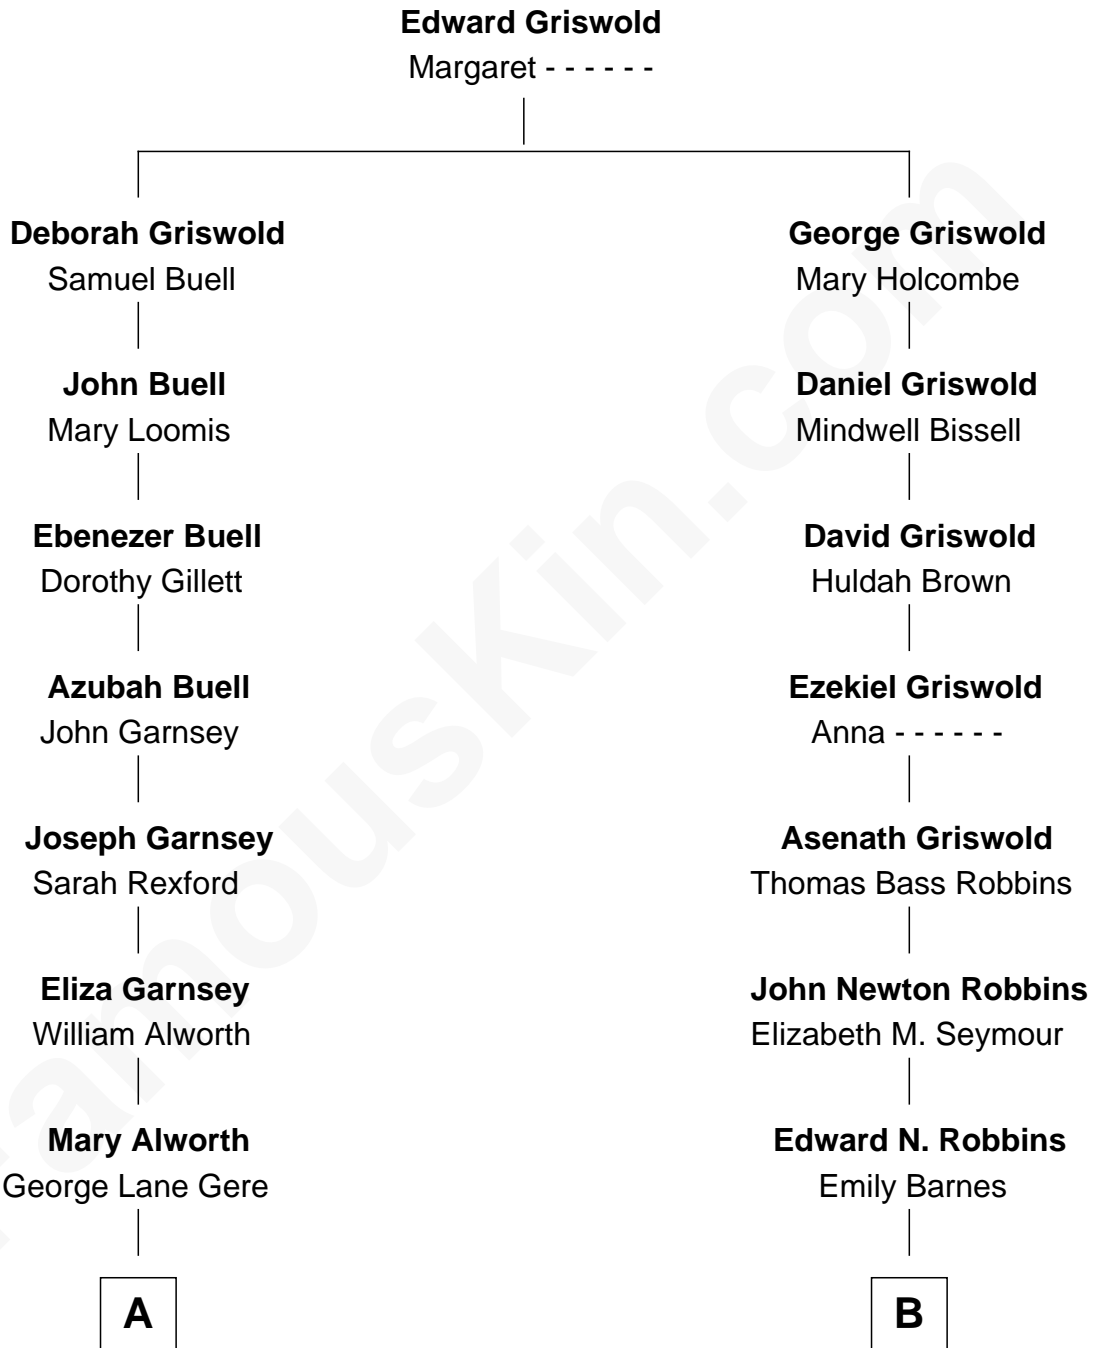 Edward Griswold
Margaret - - - - - -
Deborah Griswold
Samuel Buell
George Griswold
Mary Holcombe
John Buell
Mary Loomis
Daniel Griswold
Mindwell Bissell
Ebenezer Buell
Dorothy Gillett
David Griswold
Huldah Brown
Azubah Buell
John Garnsey
Ezekiel Griswold
Anna - - - - - -
Joseph Garnsey
Sarah Rexford
Asenath Griswold
Thomas Bass Robbins
Eliza Garnsey
William Alworth
John Newton Robbins
Elizabeth M. Seymour
Mary Alworth
George Lane Gere
Edward N. Robbins
Emily Barnes
A
B
FamousKin.com